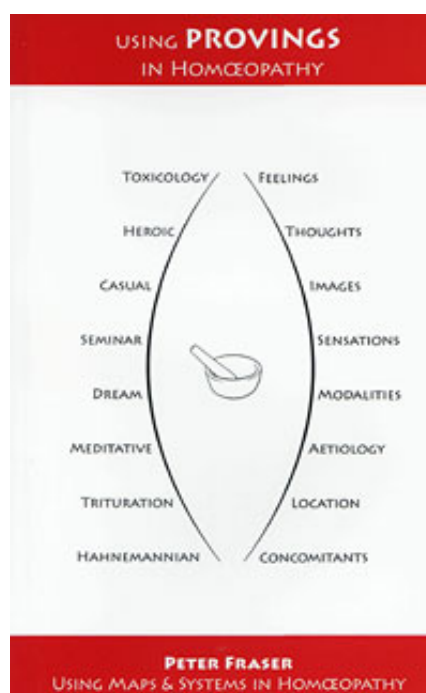 USING PROVINGS
IN HOMŒOPATHY
TOXICOLOGY FEELINGS
HEROIC THOUGHTS
CASUAL IMAGES
SEMINAR SENSATIONS
DREAM MODALITIES
MEDITATIVE AETIOLOGY
TRITURATION LOCATION
HAHNEMANNIAN CONCOMITANTS
PETER FRASER
USING MAPS & SYSTEMS IN HOMŒOPATHY